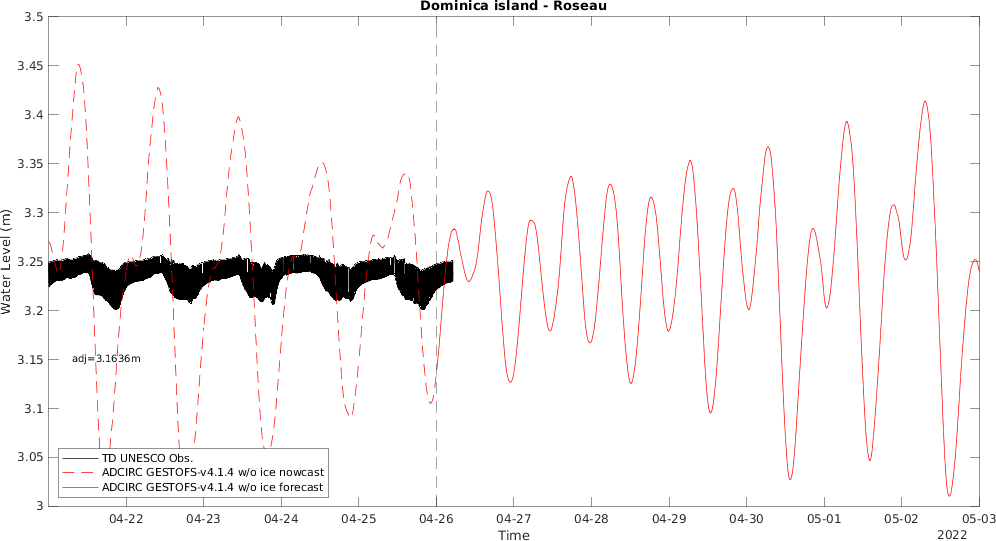 Dominica island - Roseau
3.5
3.45
3.4
3.35
3.3
3.25
3.2
3.15
3.1
3.05
3
Water Level (m)
adj=3.1636m
TD UNESCO Obs.
ADCIRC GESTOFS-v4.1.4 w/o ice nowcast
ADCIRC GESTOFS-v4.1.4 w/o ice forecast
04-22 04-23 04-24 04-25 04-26 04-27 04-28 04-29 04-30 05-01 05-02 05-03
Time
2022